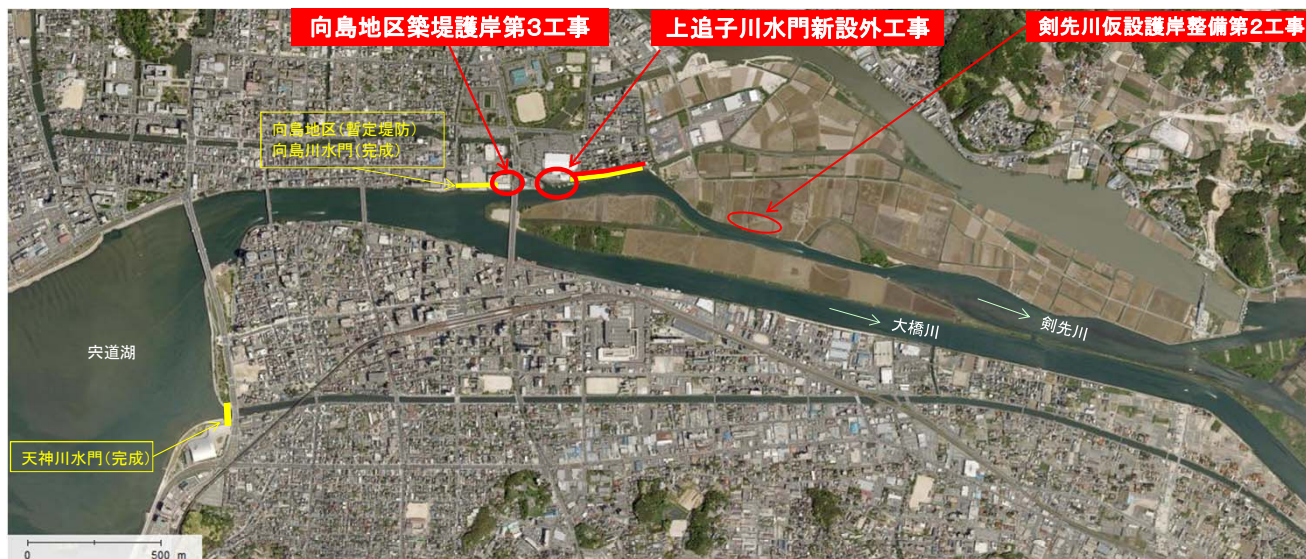 向島地区築堤護岸第3工事
上追子川水門新設外工事
剣先川仮設護岸整備第2工事
向島地区(暫定堤防)
向島川水門(完成)
大橋川
剣先川
宍道湖
天神川水門(完成)
0 500 m